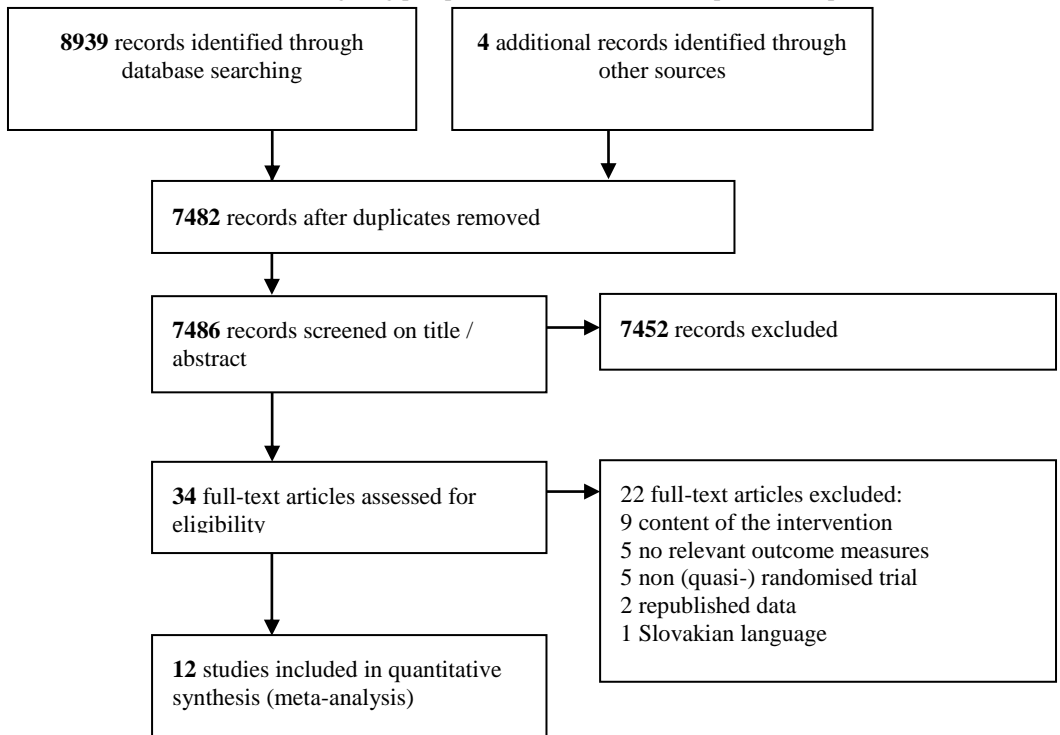 8939 records identified through
database searching
4 additional records identified through
other sources
7482 records after duplicates removed
7486 records screened on title /
abstract
7452 records excluded
34 full-text articles assessed for
eligibility
22 full-text articles excluded:
9 content of the intervention
5 no relevant outcome measures
5 non (quasi-) randomised trial
2 republished data
1 Slovakian language
12 studies included in quantitative
synthesis (meta-analysis)